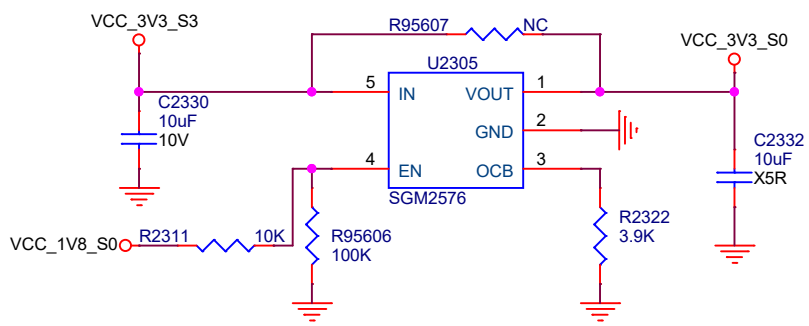 VCC_3V3_S3
R95607 NC
VCC_3V3_S0
U2305
5 IN VOUT 1
C2330
10uF
10V
GND 2
C2332
10uF
X5R
4 EN OCB 3
SGM2576
R2322
3.9K
VCC_1V8_S0 R2311 10K
R95606
100K